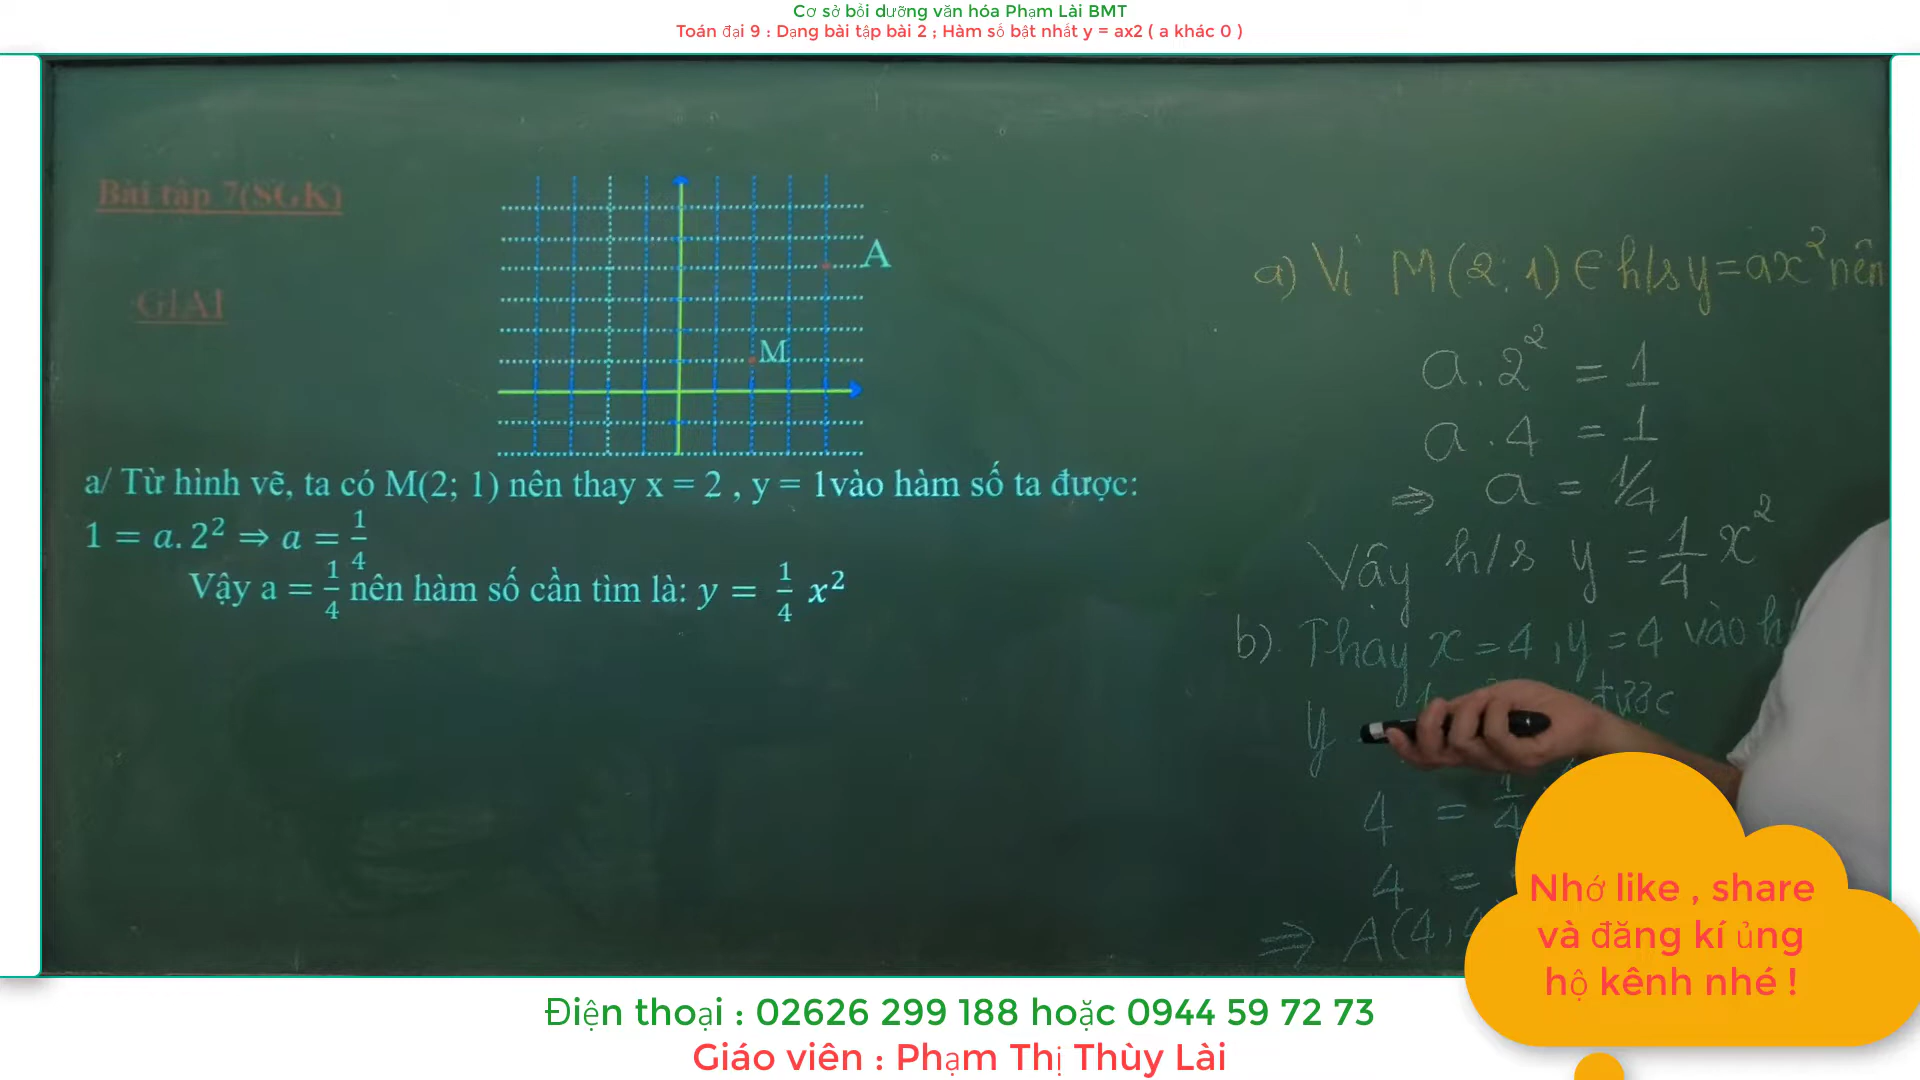 Cơ sở bồi dưỡng văn hóa Phạm Lài BMT
Toán đại 9 : Dạng bài tập bài 2 ; Hàm số bật nhất y = ax2 ( a khác 0 )
Bài tập 7(SGK)
GIẢI
A
M
a/ Từ hình vẽ, ta có M(2; 1) nên thay x = 2 , y = 1vào hàm số ta được:
1 = a. 2² ⇒ a = 1/4
Vậy a = 1/4 nên hàm số cần tìm là: y = 1/4 x²
a) Vì M(2; 1) ∈ h/s y = ax² nên
a. 2² = 1
a . 4 = 1
⇒ a = 1/4
Vậy h/s y = 1/4 x²
b). Thay x = 4 , y = 4 vào
y được
4 = 1/4
4 =
⇒ A(4;
Nhớ like , share
và đăng kí ủng
hộ kênh nhé !
Điện thoại : 02626 299 188 hoặc 0944 59 72 73
Giáo viên : Phạm Thị Thùy Lài